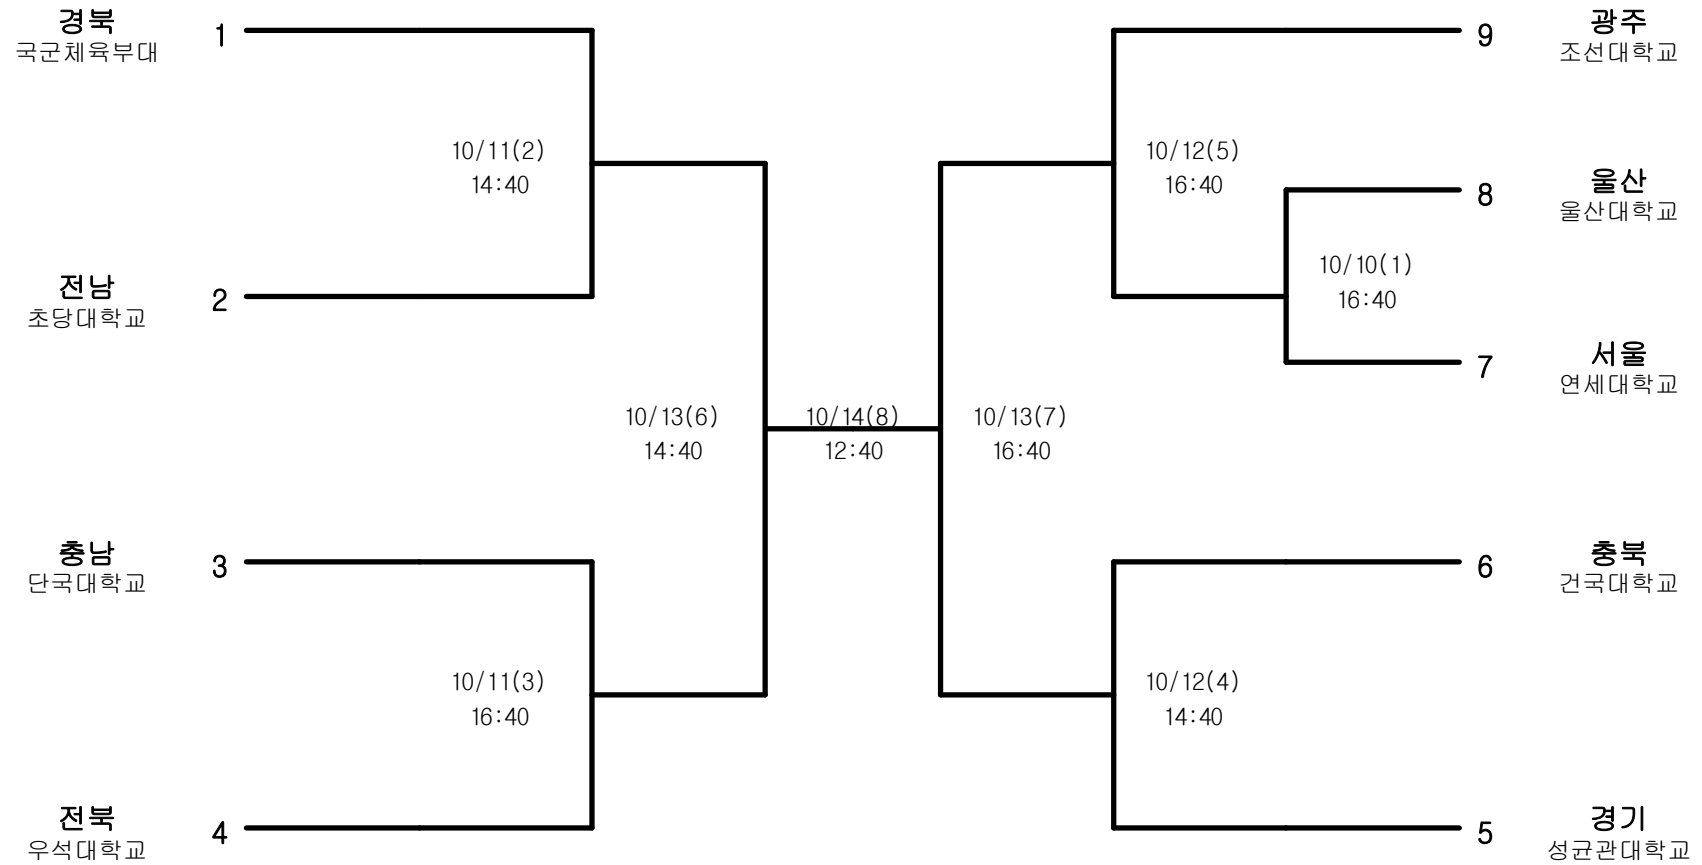 경북
국군체육부대
1
9
광주
조선대학교
10/11(2)
14:40
10/12(5)
16:40
8
울산
울산대학교
10/10(1)
16:40
전남
초당대학교
2
7
서울
연세대학교
10/13(6)
14:40
10/14(8)
12:40
10/13(7)
16:40
충남
단국대학교
3
6
충북
건국대학교
10/11(3)
16:40
10/12(4)
14:40
전북
우석대학교
4
5
경기
성균관대학교